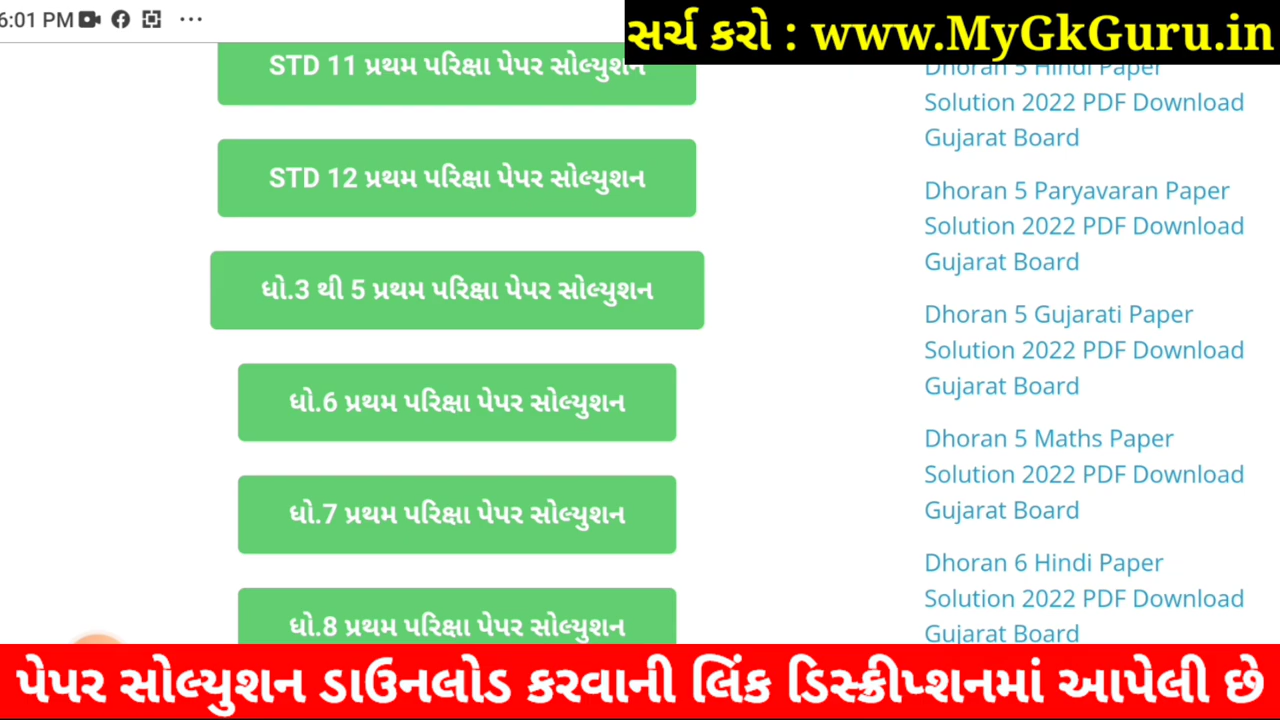 6:01 PM
સર્ચ કરો : www.MyGkGuru.in
STD 11 પ્રથમ પરિક્ષા પેપર સોલ્યુશન
STD 12 પ્રથમ પરિક્ષા પેપર સોલ્યુશન
ધો.3 થી 5 પ્રથમ પરિક્ષા પેપર સોલ્યુશન
ધો.6 પ્રથમ પરિક્ષા પેપર સોલ્યુશન
ધો.7 પ્રથમ પરિક્ષા પેપર સોલ્યુશન
ધો.8 પ્રથમ પરિક્ષા પેપર સોલ્યુશન
Dhoran 5 Hindi Paper
Solution 2022 PDF Download
Gujarat Board
Dhoran 5 Paryavaran Paper
Solution 2022 PDF Download
Gujarat Board
Dhoran 5 Gujarati Paper
Solution 2022 PDF Download
Gujarat Board
Dhoran 5 Maths Paper
Solution 2022 PDF Download
Gujarat Board
Dhoran 6 Hindi Paper
Solution 2022 PDF Download
Gujarat Board
પેપર સોલ્યુશન ડાઉનલોડ કરવાની લિંક ડિસ્ક્રીપ્શનમાં આપેલી છે